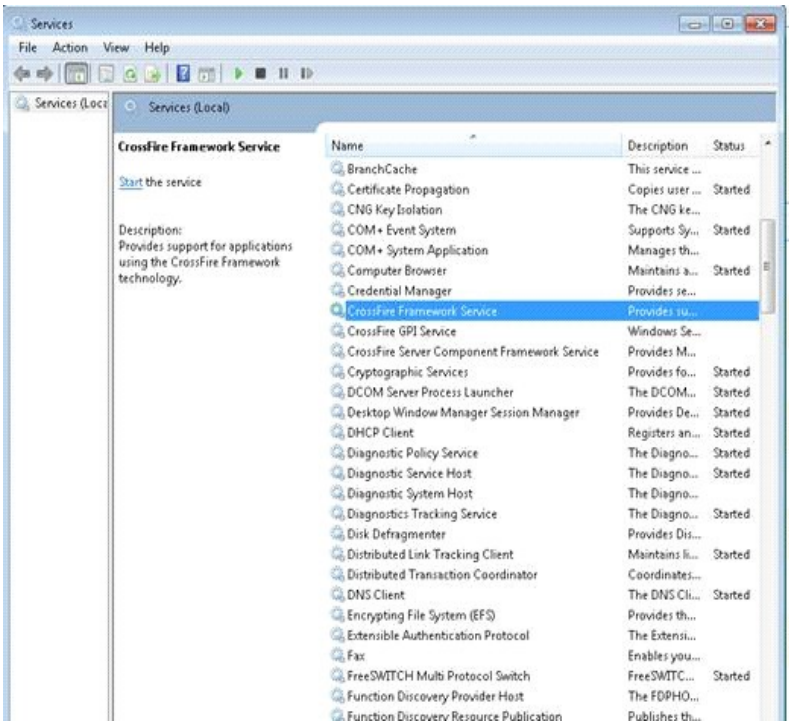 Services
File Action View Help
Services (Loca
Services (Local)
CrossFire Framework Service
Start the service
Description:
Provides support for applications
using the CrossFire Framework
technology.
Name Description Status
BranchCache This service ...
Certificate Propagation Copies user ... Started
CNG Key Isolation The CNG ke...
COM+ Event System Supports Sy... Started
COM+ System Application Manages th...
Computer Browser Maintains a... Started
Credential Manager Provides se...
CrossFire Framework Service Provides su...
CrossFire GPI Service Windows Se...
CrossFire Server Component Framework Service Provides M...
Cryptographic Services Provides fo... Started
DCOM Server Process Launcher The DCOM... Started
Desktop Window Manager Session Manager Provides De... Started
DHCP Client Registers an... Started
Diagnostic Policy Service The Diagno... Started
Diagnostic Service Host The Diagno... Started
Diagnostic System Host The Diagno...
Diagnostics Tracking Service The Diagno... Started
Disk Defragmenter Provides Dis...
Distributed Link Tracking Client Maintains li... Started
Distributed Transaction Coordinator Coordinates...
DNS Client The DNS Cli... Started
Encrypting File System (EFS) Provides th...
Extensible Authentication Protocol The Extensi...
Fax Enables you...
FreeSWITCH Multi Protocol Switch FreeSWITC... Started
Function Discovery Provider Host The FDPHO...
Function Discovery Resource Publication Publishes th...